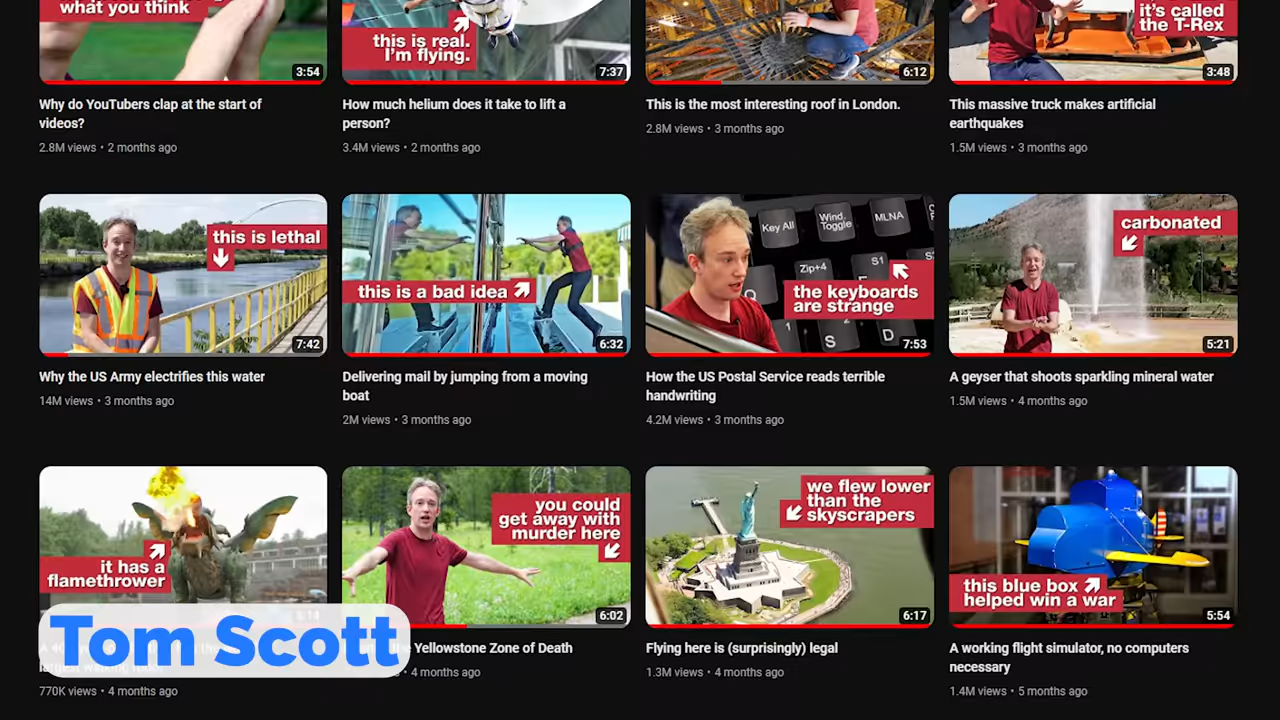 what you think
3:54
this is real.
I'm flying.
7:37
6:12
it's called
the T-Rex
3:48
Why do YouTubers clap at the start of
videos?
2.8M views • 2 months ago
How much helium does it take to lift a
person?
3.4M views • 2 months ago
This is the most interesting roof in London.
2.8M views • 3 months ago
This massive truck makes artificial
earthquakes
1.5M views • 3 months ago
this is lethal
7:42
this is a bad idea
6:32
Key All
Wind.
Toggle
MLNA
Zip+4
S1
S
D
the keyboards
are strange
7:53
carbonated
5:21
Why the US Army electrifies this water
14M views • 3 months ago
Delivering mail by jumping from a moving
boat
2M views • 3 months ago
How the US Postal Service reads terrible
handwriting
4.2M views • 3 months ago
A geyser that shoots sparkling mineral water
1.5M views • 4 months ago
it has a
flamethrower
you could
get away with
murder here
6:02
we flew lower
than the
skyscrapers
6:17
this blue box
helped win a war
5:54
Tom Scott
770K views • 4 months ago
Yellowstone Zone of Death
• 4 months ago
Flying here is (surprisingly) legal
1.3M views • 4 months ago
A working flight simulator, no computers
necessary
1.4M views • 5 months ago